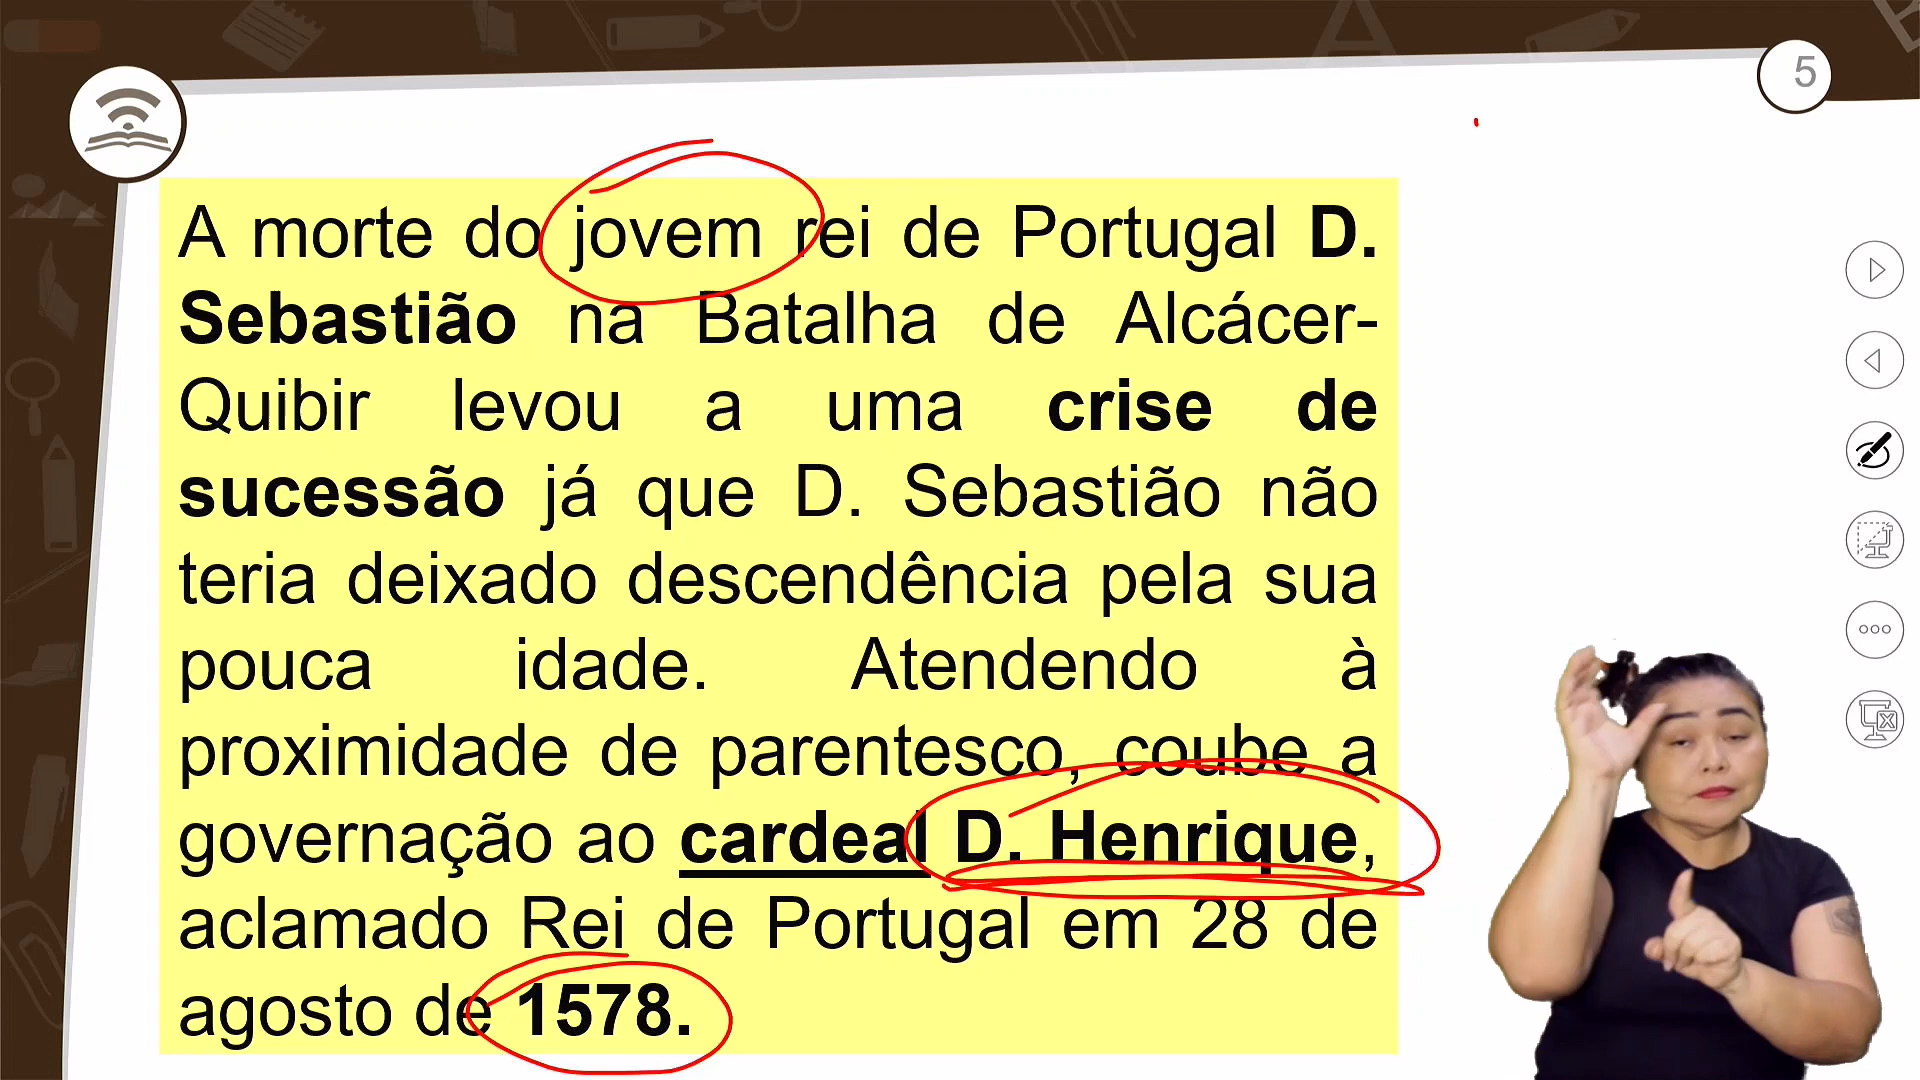 5
A morte do jovem rei de Portugal D.
Sebastião na Batalha de Alcácer-
Quibir levou a uma crise de
sucessão já que D. Sebastião não
teria deixado descendência pela sua
pouca idade. Atendendo à
proximidade de parentesco, coube a
governação ao cardeal D. Henrique,
aclamado Rei de Portugal em 28 de
agosto de 1578.